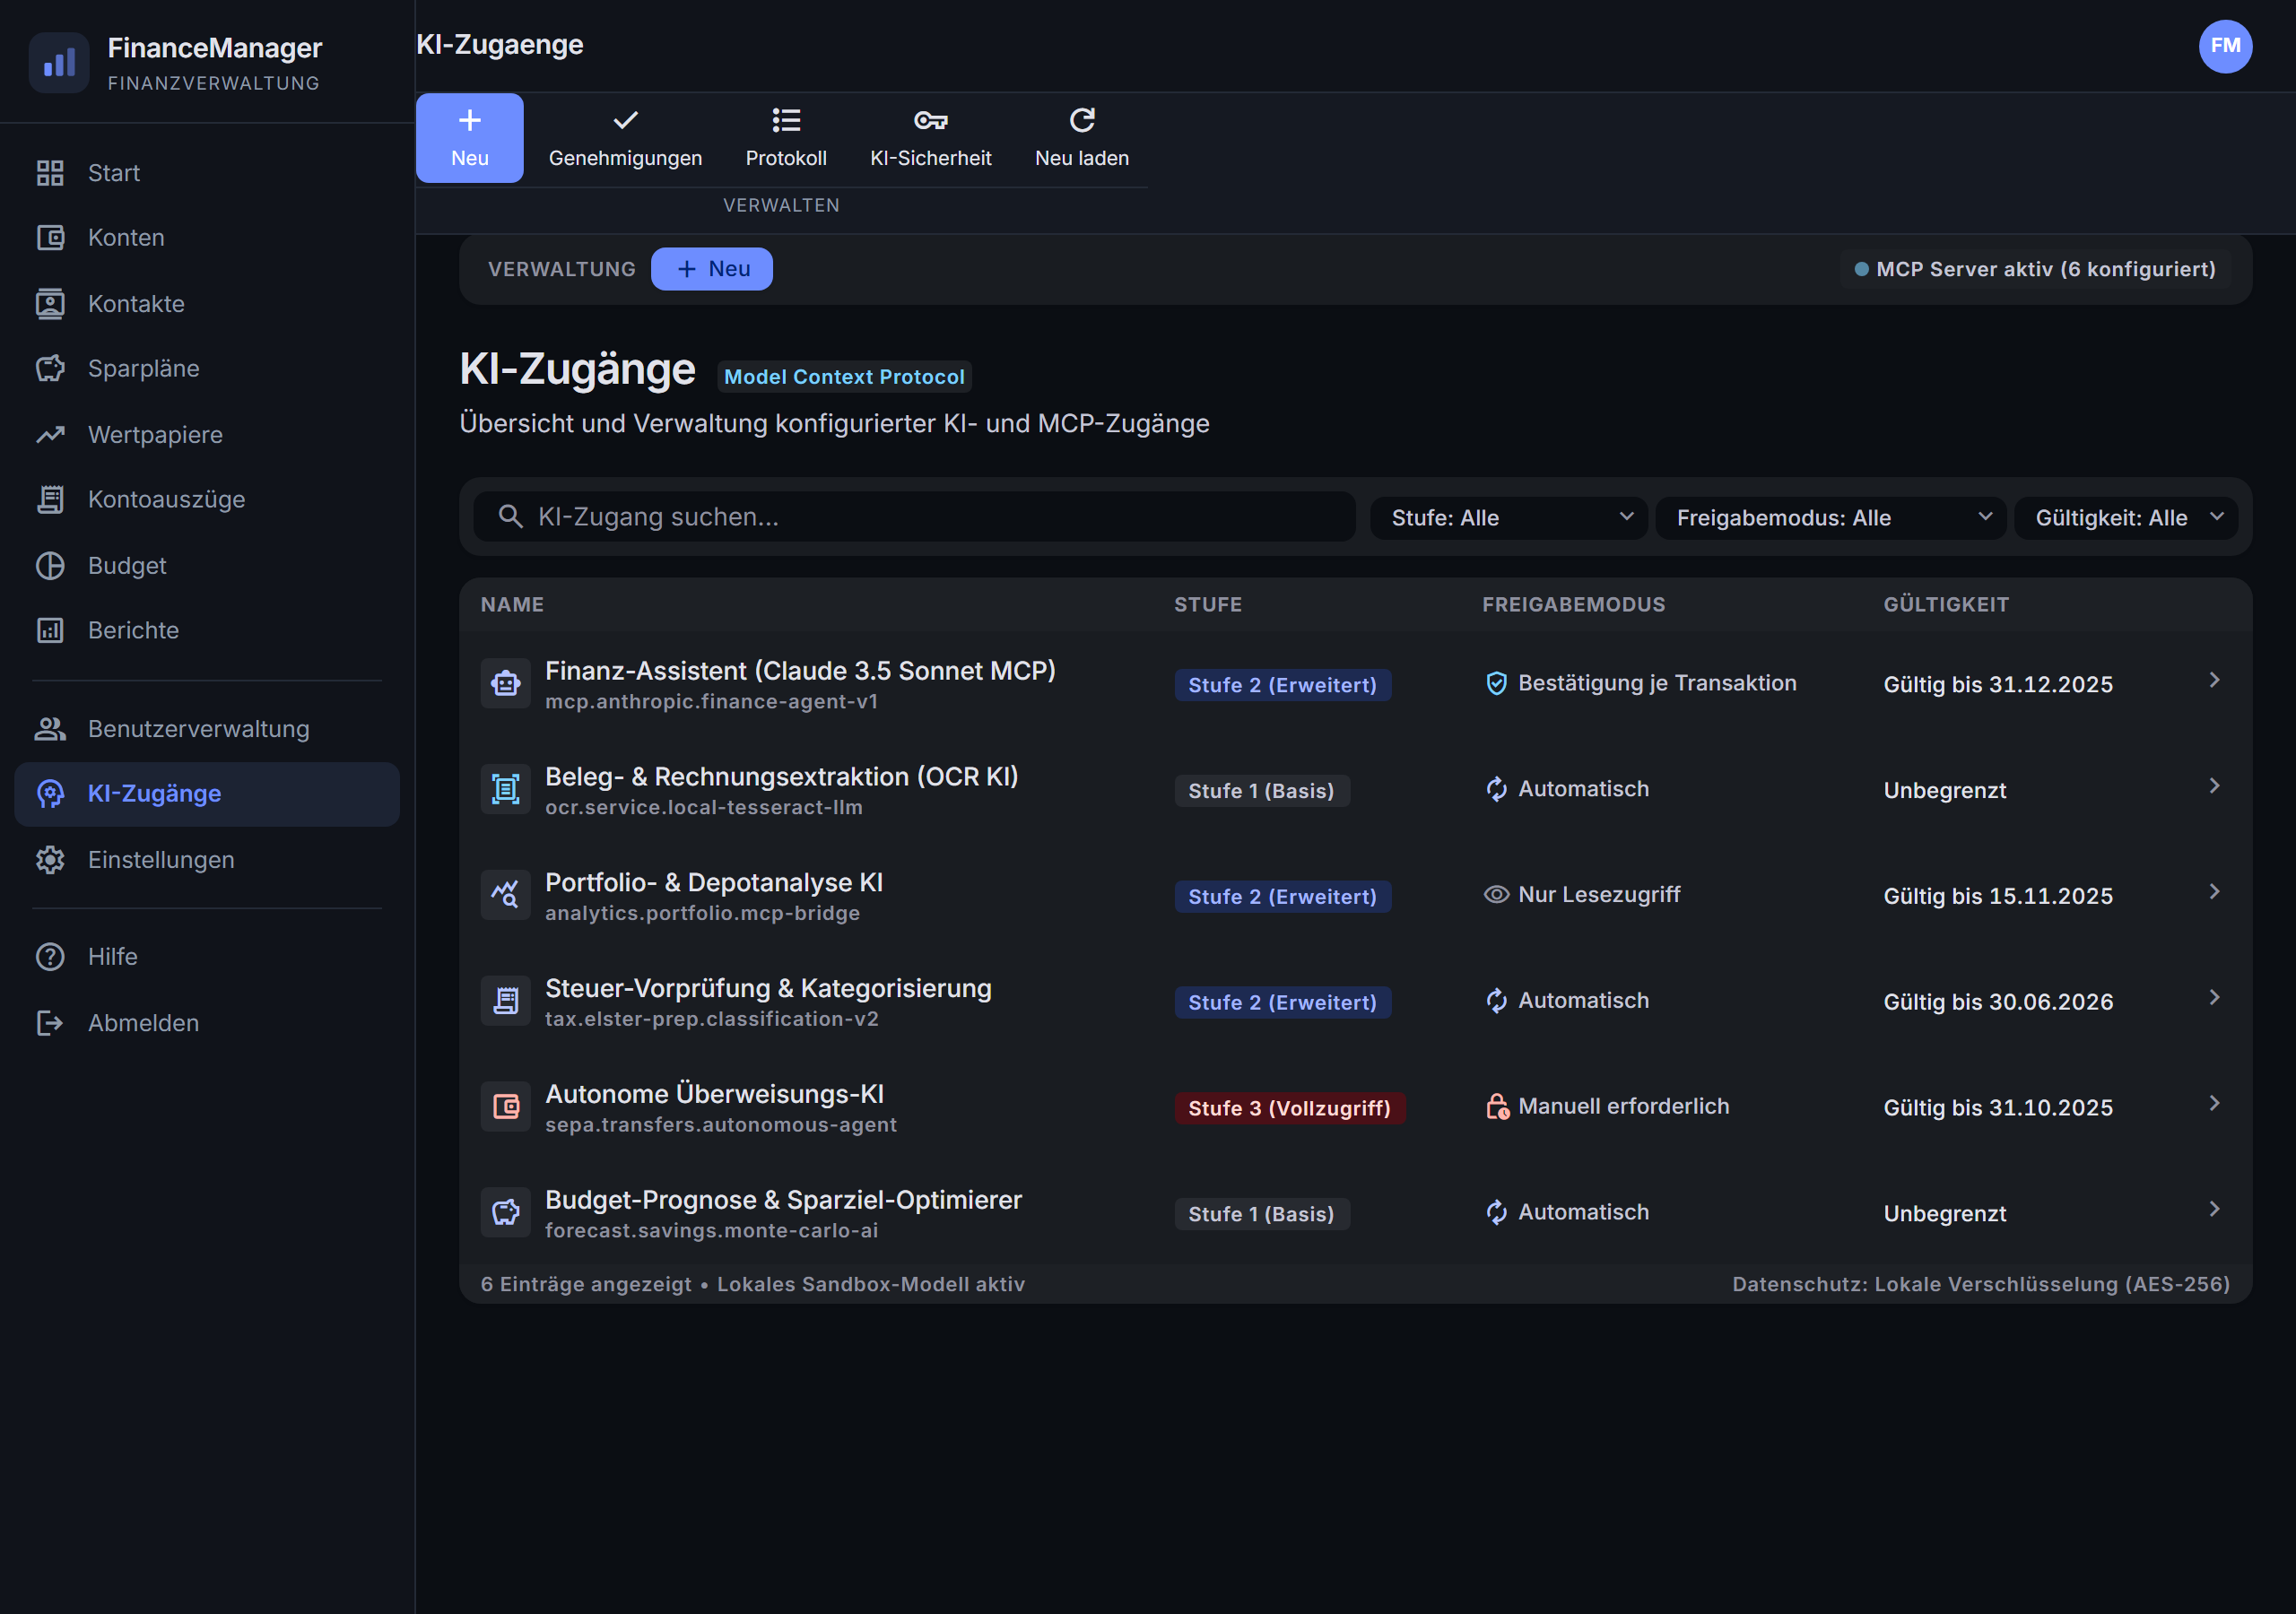 FinanceManager
FINANZVERWALTUNG
Start
Konten
Kontakte
Sparpläne
Wertpapiere
Kontoauszüge
Budget
Berichte
Benutzerverwaltung
KI-Zugänge
Einstellungen
Hilfe
Abmelden
KI-Zugaenge
FM
Neu
Genehmigungen
Protokoll
KI-Sicherheit
Neu laden
VERWALTEN
VERWALTUNG
Neu
MCP Server aktiv (6 konfiguriert)
KI-Zugänge
Model Context Protocol
Übersicht und Verwaltung konfigurierter KI- und MCP-Zugänge
KI-Zugang suchen...
Stufe: Alle
Freigabemodus: Alle
Gültigkeit: Alle
NAME STUFE FREIGABEMODUS GÜLTIGKEIT
Finanz-Assistent (Claude 3.5 Sonnet MCP)
mcp.anthropic.finance-agent-v1
Stufe 2 (Erweitert)
Bestätigung je Transaktion
Gültig bis 31.12.2025
Beleg- & Rechnungsextraktion (OCR KI)
ocr.service.local-tesseract-llm
Stufe 1 (Basis)
Automatisch
Unbegrenzt
Portfolio- & Depotanalyse KI
analytics.portfolio.mcp-bridge
Stufe 2 (Erweitert)
Nur Lesezugriff
Gültig bis 15.11.2025
Steuer-Vorprüfung & Kategorisierung
tax.elster-prep.classification-v2
Stufe 2 (Erweitert)
Automatisch
Gültig bis 30.06.2026
Autonome Überweisungs-KI
sepa.transfers.autonomous-agent
Stufe 3 (Vollzugriff)
Manuell erforderlich
Gültig bis 31.10.2025
Budget-Prognose & Sparziel-Optimierer
forecast.savings.monte-carlo-ai
Stufe 1 (Basis)
Automatisch
Unbegrenzt
6 Einträge angezeigt • Lokales Sandbox-Modell aktiv
Datenschutz: Lokale Verschlüsselung (AES-256)